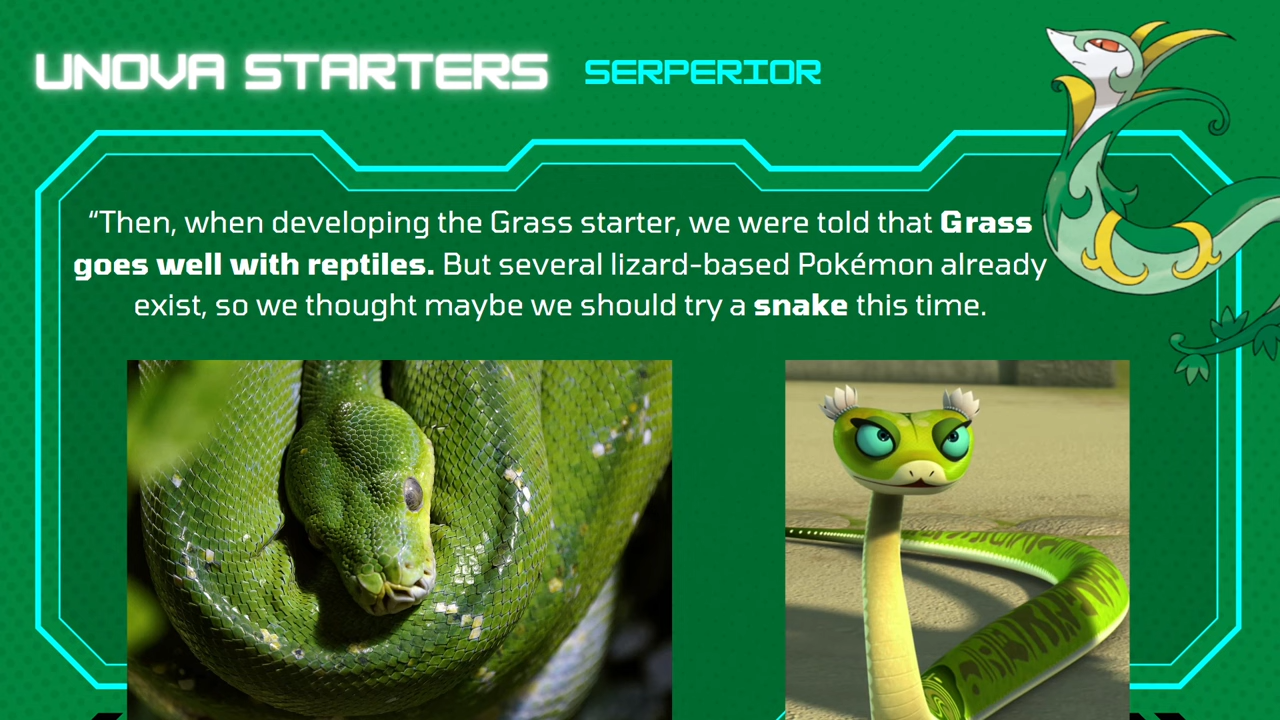 UNOVA STARTERS SERPERIOR
“Then, when developing the Grass starter, we were told that Grass
goes well with reptiles. But several lizard-based Pokémon already
exist, so we thought maybe we should try a snake this time.